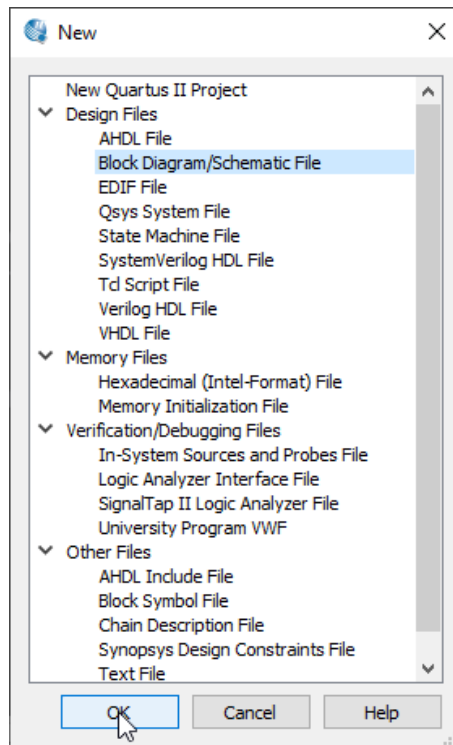 New
New Quartus II Project
Design Files
AHDL File
Block Diagram/Schematic File
EDIF File
Qsys System File
State Machine File
SystemVerilog HDL File
Tcl Script File
Verilog HDL File
VHDL File
Memory Files
Hexadecimal (Intel-Format) File
Memory Initialization File
Verification/Debugging Files
In-System Sources and Probes File
Logic Analyzer Interface File
SignalTap II Logic Analyzer File
University Program VWF
Other Files
AHDL Include File
Block Symbol File
Chain Description File
Synopsys Design Constraints File
Text File
OK Cancel Help